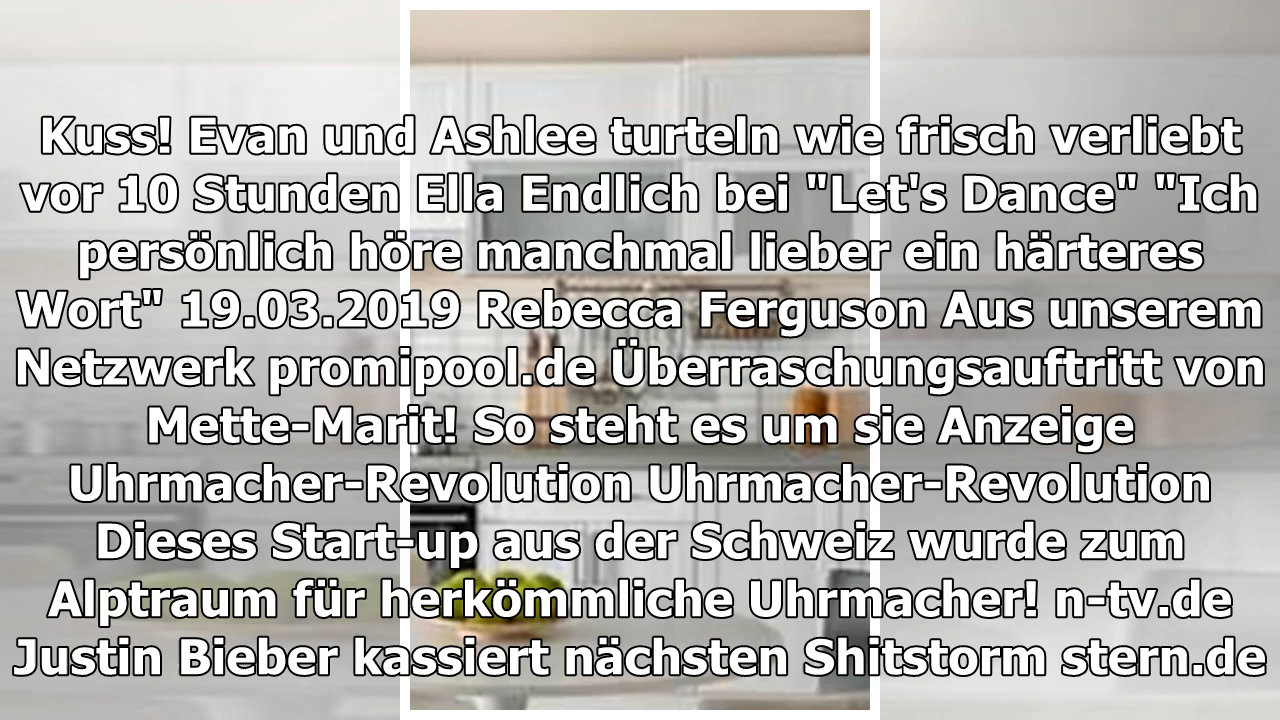 Kuss! Evan und Ashlee turteln wie frisch verliebt
vor 10 Stunden Ella Endlich bei "Let's Dance" "Ich
persönlich höre manchmal lieber ein härteres
Wort" 19.03.2019 Rebecca Ferguson Aus unserem
Netzwerk promipool.de Überraschungsauftritt von
Mette-Marit! So steht es um sie Anzeige
Uhrmacher-Revolution Uhrmacher-Revolution
Dieses Start-up aus der Schweiz wurde zum
Alptraum für herkömmliche Uhrmacher! n-tv.de
Justin Bieber kassiert nächsten Shitstorm stern.de